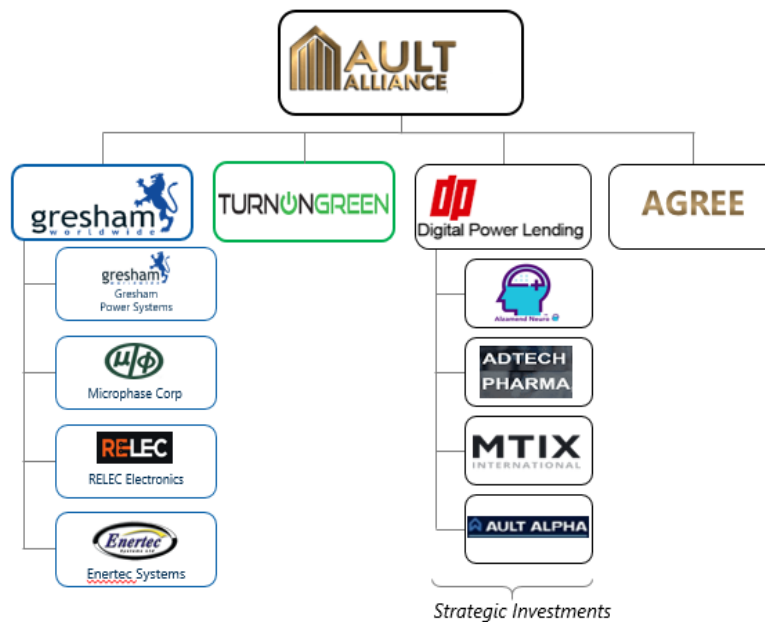 AULT
ALLIANCE
gresham
worldwide
TURNONGREEN
dp
Digital Power Lending
AGREE
gresham
worldwide
Gresham
Power Systems
μ/φ
Microphase Corp
RELEC
RELEC Electronics
Enertec
Systems Ltd
Enertec Systems
Alzamend Neuro
ADTECH
PHARMA
MTIX
INTERNATIONAL
AULT ALPHA
Strategic Investments